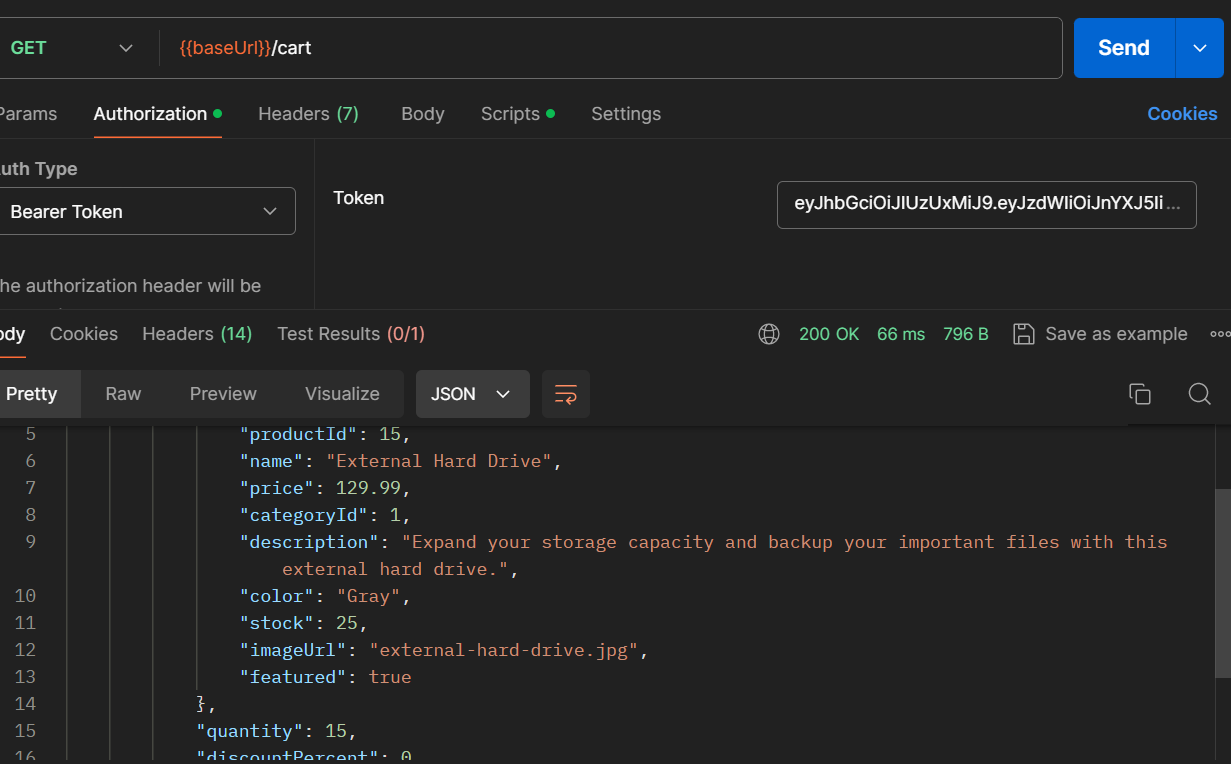 GET {{baseUrl}}/cart Send
Params Authorization Headers (7) Body Scripts Settings Cookies
uth Type
Bearer Token
Token
eyJhbGciOiJIUzUxMiJ9.eyJzdWIiOiJnYXJ5Ii...
he authorization header will be
ody Cookies Headers (14) Test Results (0/1) 200 OK 66 ms 796 B Save as example
Pretty Raw Preview Visualize JSON
5 "productId": 15,
6 "name": "External Hard Drive",
7 "price": 129.99,
8 "categoryId": 1,
9 "description": "Expand your storage capacity and backup your important files with this
external hard drive.",
10 "color": "Gray",
11 "stock": 25,
12 "imageUrl": "external-hard-drive.jpg",
13 "featured": true
14 },
15 "quantity": 15,
16 "discountPercent": 0